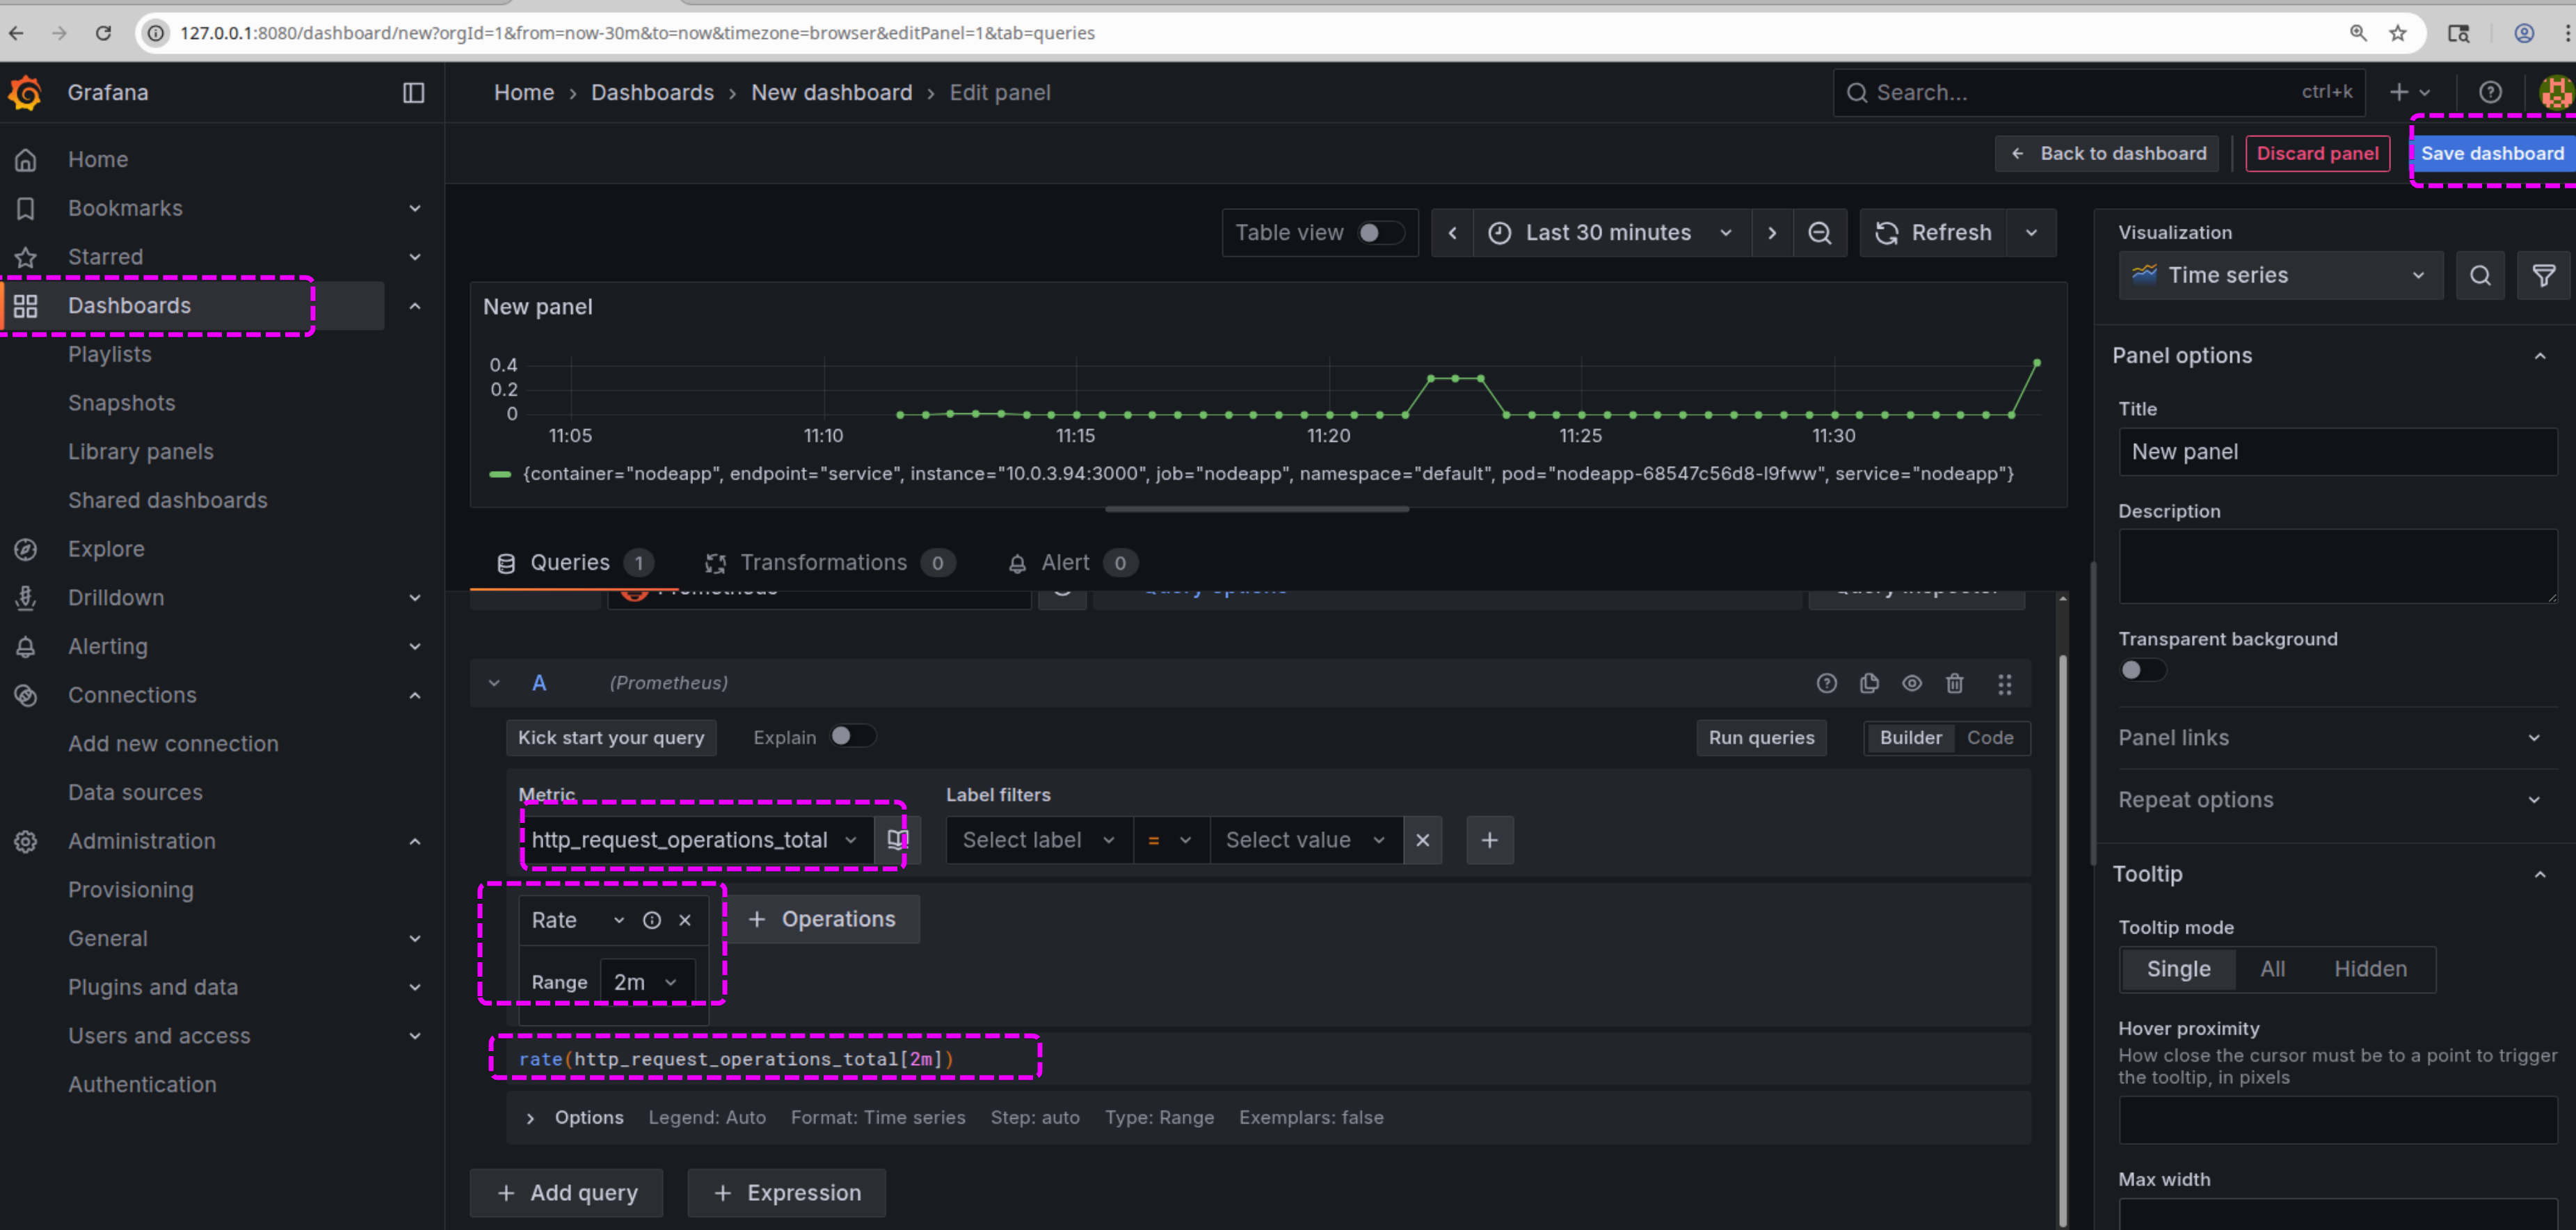 127.0.0.1:8080/dashboard/new?orgId=1&from=now-30m&to=now&timezone=browser&editPanel=1&tab=queries
Grafana
Home › Dashboards › New dashboard › Edit panel
Search...
ctrl+k
Back to dashboard
Discard panel
Save dashboard
Home
Bookmarks
Starred
Dashboards
Playlists
Snapshots
Library panels
Shared dashboards
Explore
Drilldown
Alerting
Connections
Add new connection
Data sources
Administration
Provisioning
General
Plugins and data
Users and access
Authentication
Table view
Last 30 minutes
Refresh
New panel
0.4
0.2
0
11:05 11:10 11:15 11:20 11:25 11:30
{container="nodeapp", endpoint="service", instance="10.0.3.94:3000", job="nodeapp", namespace="default", pod="nodeapp-68547c56d8-l9fww", service="nodeapp"}
Queries 1
Transformations 0
Alert 0
Prometheus
Query options
Query inspector
A (Prometheus)
Kick start your query
Explain
Run queries
Builder
Code
Metric
Label filters
http_request_operations_total
Select label
=
Select value
Rate
+ Operations
Range 2m
rate(http_request_operations_total[2m])
Options Legend: Auto Format: Time series Step: auto Type: Range Exemplars: false
+ Add query
+ Expression
Visualization
Time series
Panel options
Title
New panel
Description
Transparent background
Panel links
Repeat options
Tooltip
Tooltip mode
Single All Hidden
Hover proximity
How close the cursor must be to a point to trigger
the tooltip, in pixels
Max width